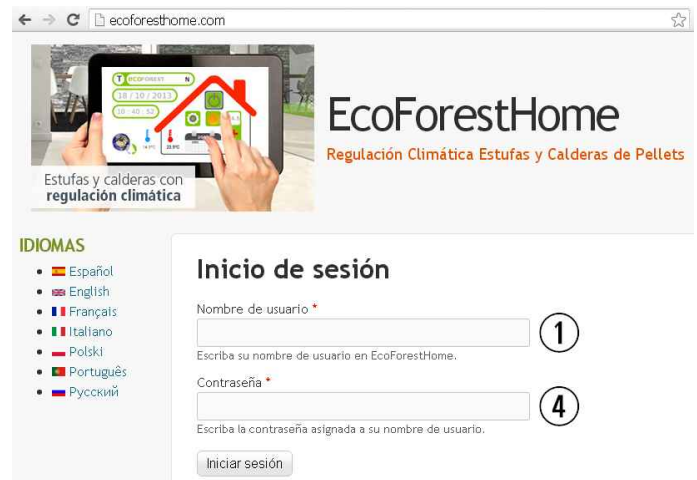 ecoforesthome.com
T ECOFOREST N
18 / 10 / 2013
10 : 40 : 52
Estufas y calderas con
regulación climática
EcoForestHome
Regulación Climática Estufas y Calderas de Pellets
IDIOMAS
Español
English
Français
Italiano
Polski
Português
Русский
Inicio de sesión
Nombre de usuario *
1
Escriba su nombre de usuario en EcoForestHome.
Contraseña *
4
Escriba la contraseña asignada a su nombre de usuario.
Iniciar sesión